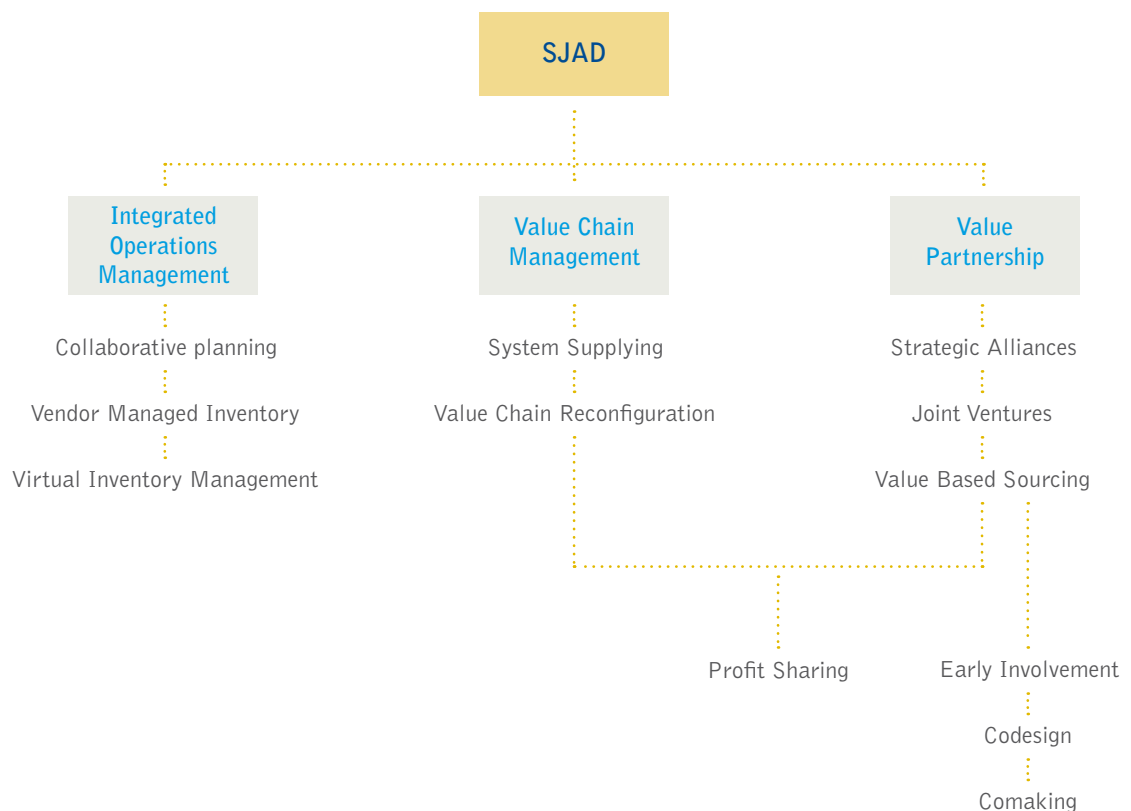 SJAD
Integrated
Operations
Management
Value Chain
Management
Value
Partnership
Collaborative planning
System Supplying
Strategic Alliances
Vendor Managed Inventory
Value Chain Reconfiguration
Joint Ventures
Virtual Inventory Management
Value Based Sourcing
Profit Sharing
Early Involvement
Codesign
Comaking